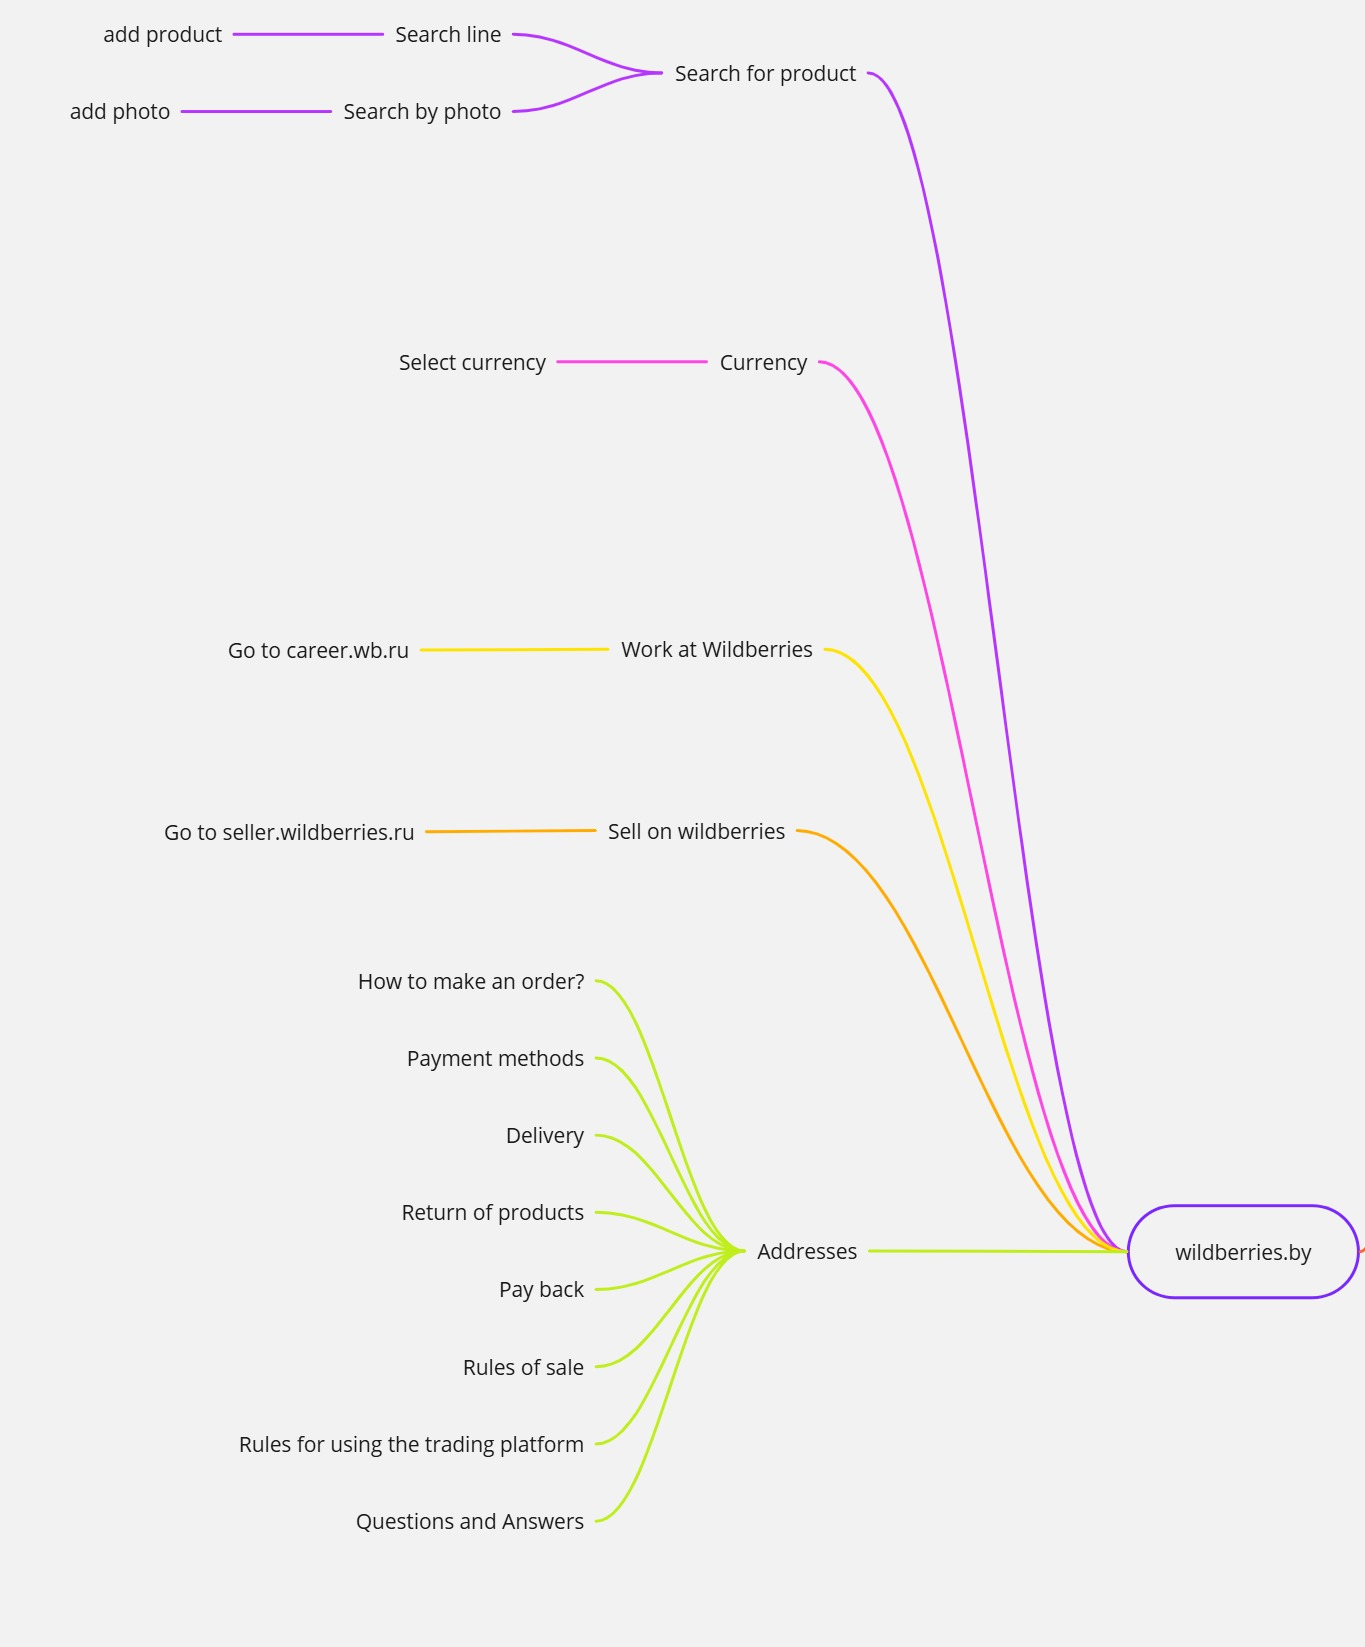 add product
Search line
Search for product
add photo
Search by photo
Select currency
Currency
Go to career.wb.ru
Work at Wildberries
Go to seller.wildberries.ru
Sell on wildberries
How to make an order?
Payment methods
Delivery
Return of products
Addresses
wildberries.by
Pay back
Rules of sale
Rules for using the trading platform
Questions and Answers